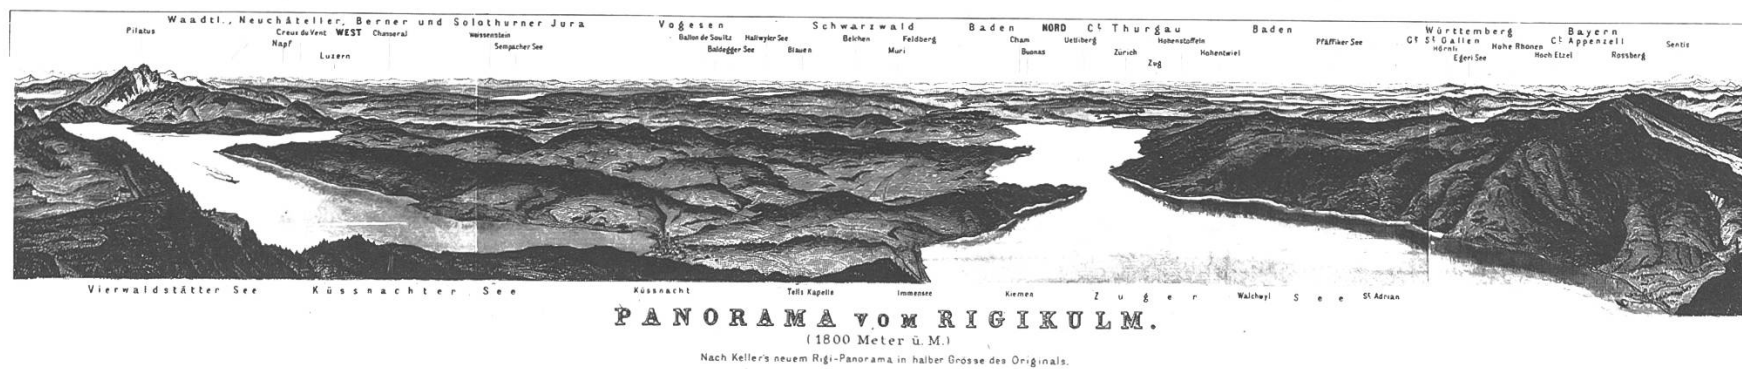 Waadtl., Neuchâteller, Berner und Solothurner Jura Vogesen Schwarzwald Baden NORD Ct Thurgau Baden Württemberg Bayern
Pilatus Creux du Vent WEST Chasseral Weissenstein Ballon de Soultz Hallwyler See Belchen Feldberg Cham Uetliberg Hohenstoffeln Pfäffiker See Ct St Gallen Ct Appenzell Sentis
Napf Sempacher See Baldegger See Blauen Muri Buonas Zürich Hohentwiel Hörnli Hohe Rhonen
Luzern Zug Egeri See Hoch Etzel Rossberg
Vierwaldstätter See Küssnachter See Küssnacht Tells Kapelle Immensee Kiemen Zuger Walchwyl See St Adrian
PANORAMA VOM RIGIKULM.
(1800 Meter ü. M.)
Nach Keller's neuem Rigi-Panorama in halber Grösse des Originals.